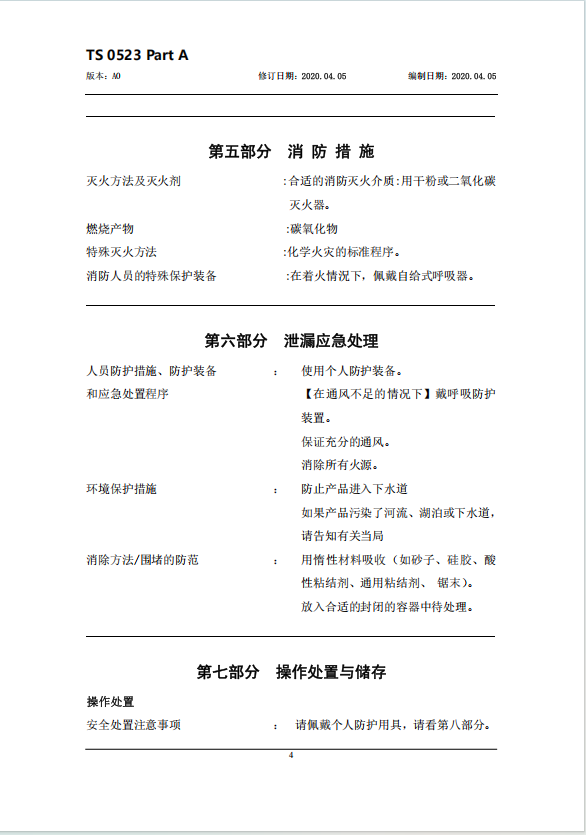 TS 0523 Part A
版本：A0 修订日期：2020.04.05 编制日期：2020.04.05
第五部分 消 防 措 施
灭火方法及灭火剂 :合适的消防灭火介质:用干粉或二氧化碳
灭火器。
燃烧产物 :碳氧化物
特殊灭火方法 :化学火灾的标准程序。
消防人员的特殊保护装备 :在着火情况下，佩戴自给式呼吸器。
第六部分 泄漏应急处理
人员防护措施、防护装备 ： 使用个人防护装备。
和应急处置程序 【在通风不足的情况下】戴呼吸防护
装置。
保证充分的通风。
消除所有火源。
环境保护措施 ： 防止产品进入下水道
如果产品污染了河流、湖泊或下水道，
请告知有关当局
消除方法/围堵的防范 ： 用惰性材料吸收（如砂子、硅胶、酸
性粘结剂、通用粘结剂、 锯末）。
放入合适的封闭的容器中待处理。
第七部分 操作处置与储存
操作处置
安全处置注意事项 ： 请佩戴个人防护用具，请看第八部分。
4